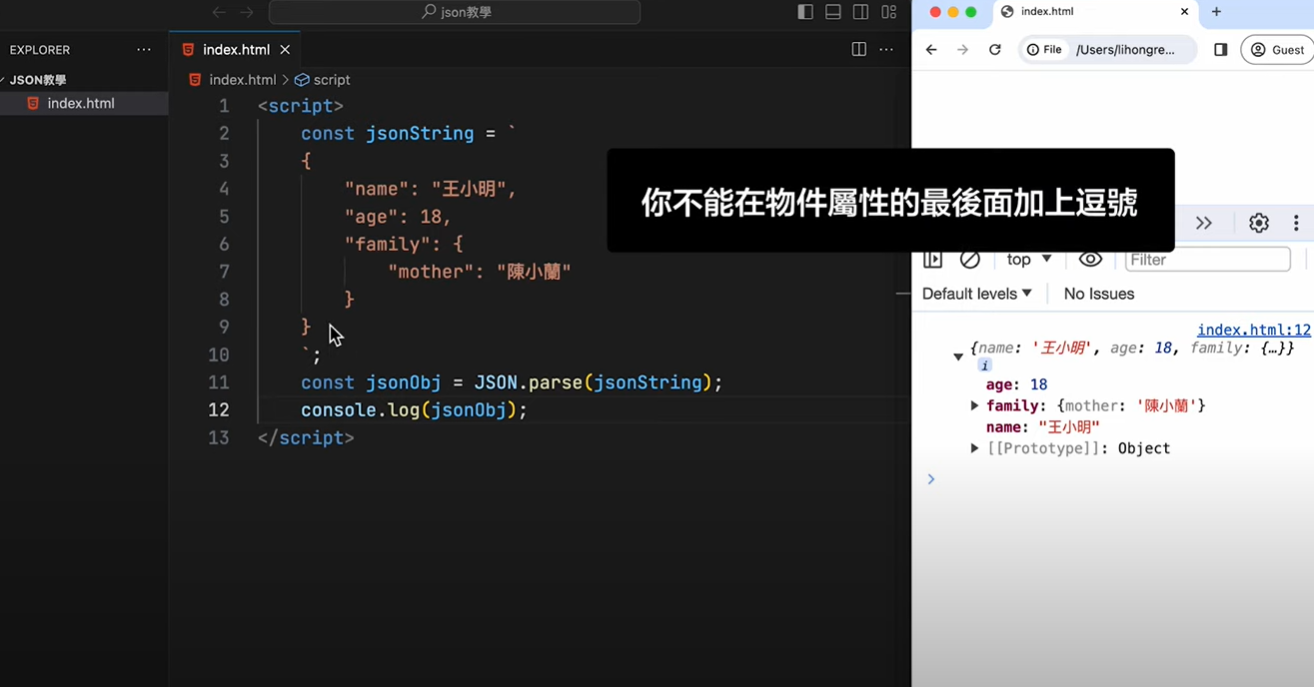 json教學
index.html
EXPLORER
index.html
File
/Users/lihongre...
Guest
JSON教學
index.html
index.html > script
1 <script>
2 const jsonString = `
3 {
4 "name": "王小明",
5 "age": 18,
6 "family": {
7 "mother": "陳小蘭"
8 }
9 }
10 `;
11 const jsonObj = JSON.parse(jsonString);
12 console.log(jsonObj);
13 </script>
你不能在物件屬性的最後面加上逗號
top
Filter
Default levels
No Issues
index.html:12
{name: '王小明', age: 18, family: {…}}
i
age: 18
family: {mother: '陳小蘭'}
name: "王小明"
[[Prototype]]: Object